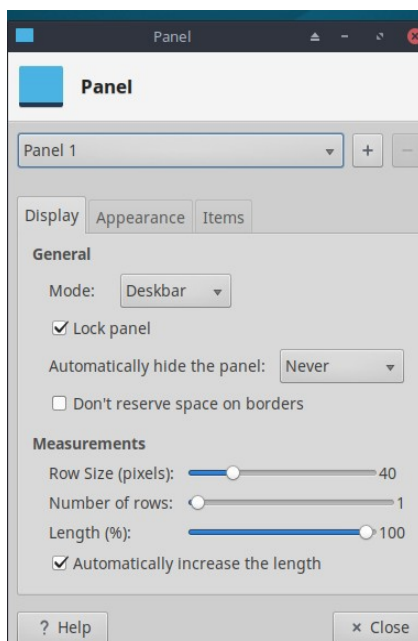 Panel
Panel
Panel 1
Display Appearance Items
General
Mode: Deskbar
Lock panel
Automatically hide the panel: Never
Don't reserve space on borders
Measurements
Row Size (pixels): 40
Number of rows: 1
Length (%): 100
Automatically increase the length
? Help × Close